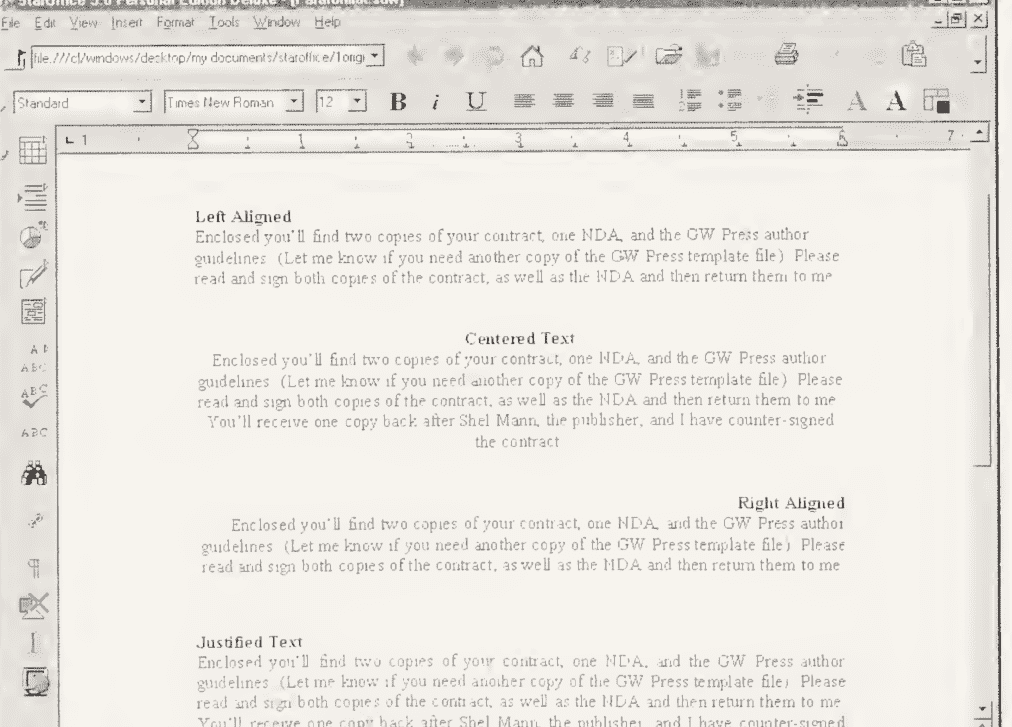 StarOffice 5.0 Personal Edition Deluxe
File Edit View Insert Format Tools Window Help
Standard Times New Roman 12 B i U A A
1 1 2 3 4 5 6 7
Left Aligned
Enclosed you'll find two copies of your contract, one NDA, and the GW Press author
guidelines (Let me know if you need another copy of the GW Press template file) Please
read and sign both copies of the contract, as well as the NDA and then return them to me
Centered Text
Enclosed you'll find two copies of your contract, one NDA, and the GW Press author
guidelines (Let me know if you need another copy of the GW Press template file) Please
read and sign both copies of the contract, as well as the NDA and then return them to me
You'll receive one copy back after Shel Mann, the publisher, and I have counter-signed
the contract
Right Aligned
Enclosed you'll find two copies of your contract, one NDA, and the GW Press author
guidelines (Let me know if you need another copy of the GW Press template file) Please
read and sign both copies of the contract, as well as the NDA and then return them to me
Justified Text
Enclosed you'll find two copies of your contract, one NDA, and the GW Press author
guidelines (Let me know if you need another copy of the GW Press template file) Please
read and sign both copies of the contract, as well as the NDA and then return them to me
You'll receive one copy back after Shel Mann, the publisher, and I have counter-signed